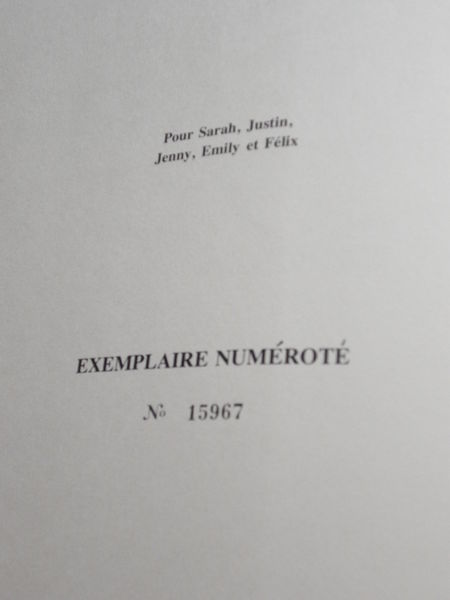 Pour Sarah, Justin,
Jenny, Emily et Félix
EXEMPLAIRE NUMÉROTÉ
№ 15967